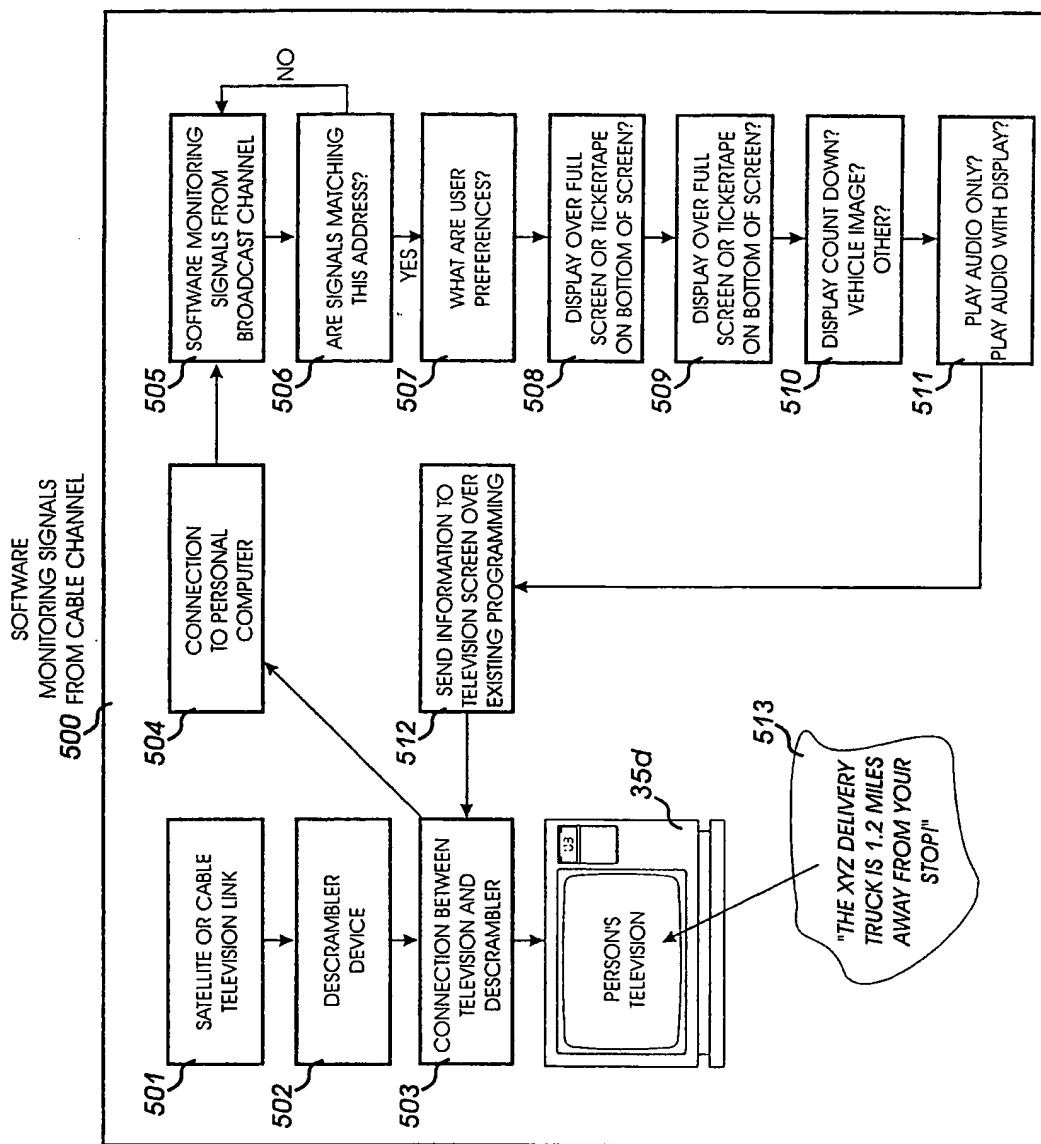 SOFTWARE
MONITORING SIGNALS
FROM CABLE CHANNEL
500
501
SATELLITE OR CABLE
TELEVISION LINK
502
DESCRAMBLER
DEVICE
503
CONNECTION BETWEEN
TELEVISION AND
DESCRAMBLER
PERSON'S
TELEVISION
03
35d
513
"THE XYZ DELIVERY
TRUCK IS 1.2 MILES
AWAY FROM YOUR
STOP!"
504
CONNECTION
TO PERSONAL
COMPUTER
512
SEND INFORMATION TO
TELEVISION SCREEN OVER
EXISTING PROGRAMMING
505
SOFTWARE MONITORING
SIGNALS FROM
BROADCAST CHANNEL
NO
506
ARE SIGNALS MATCHING
THIS ADDRESS?
YES
507
WHAT ARE USER
PREFERENCES?
508
DISPLAY OVER FULL
SCREEN OR TICKERTAPE
ON BOTTOM OF SCREEN?
509
DISPLAY OVER FULL
SCREEN OR TICKERTAPE
ON BOTTOM OF SCREEN?
510
DISPLAY COUNT DOWN?
VEHICLE IMAGE?
OTHER?
511
PLAY AUDIO ONLY?
PLAY AUDIO WITH DISPLAY?